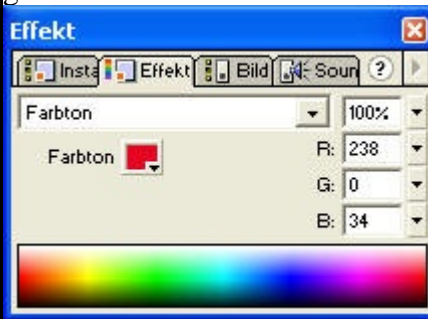 Effekt
Insta Effekt Bild Soun ?
Farbton 100%
Farbton R: 238
G: 0
B: 34